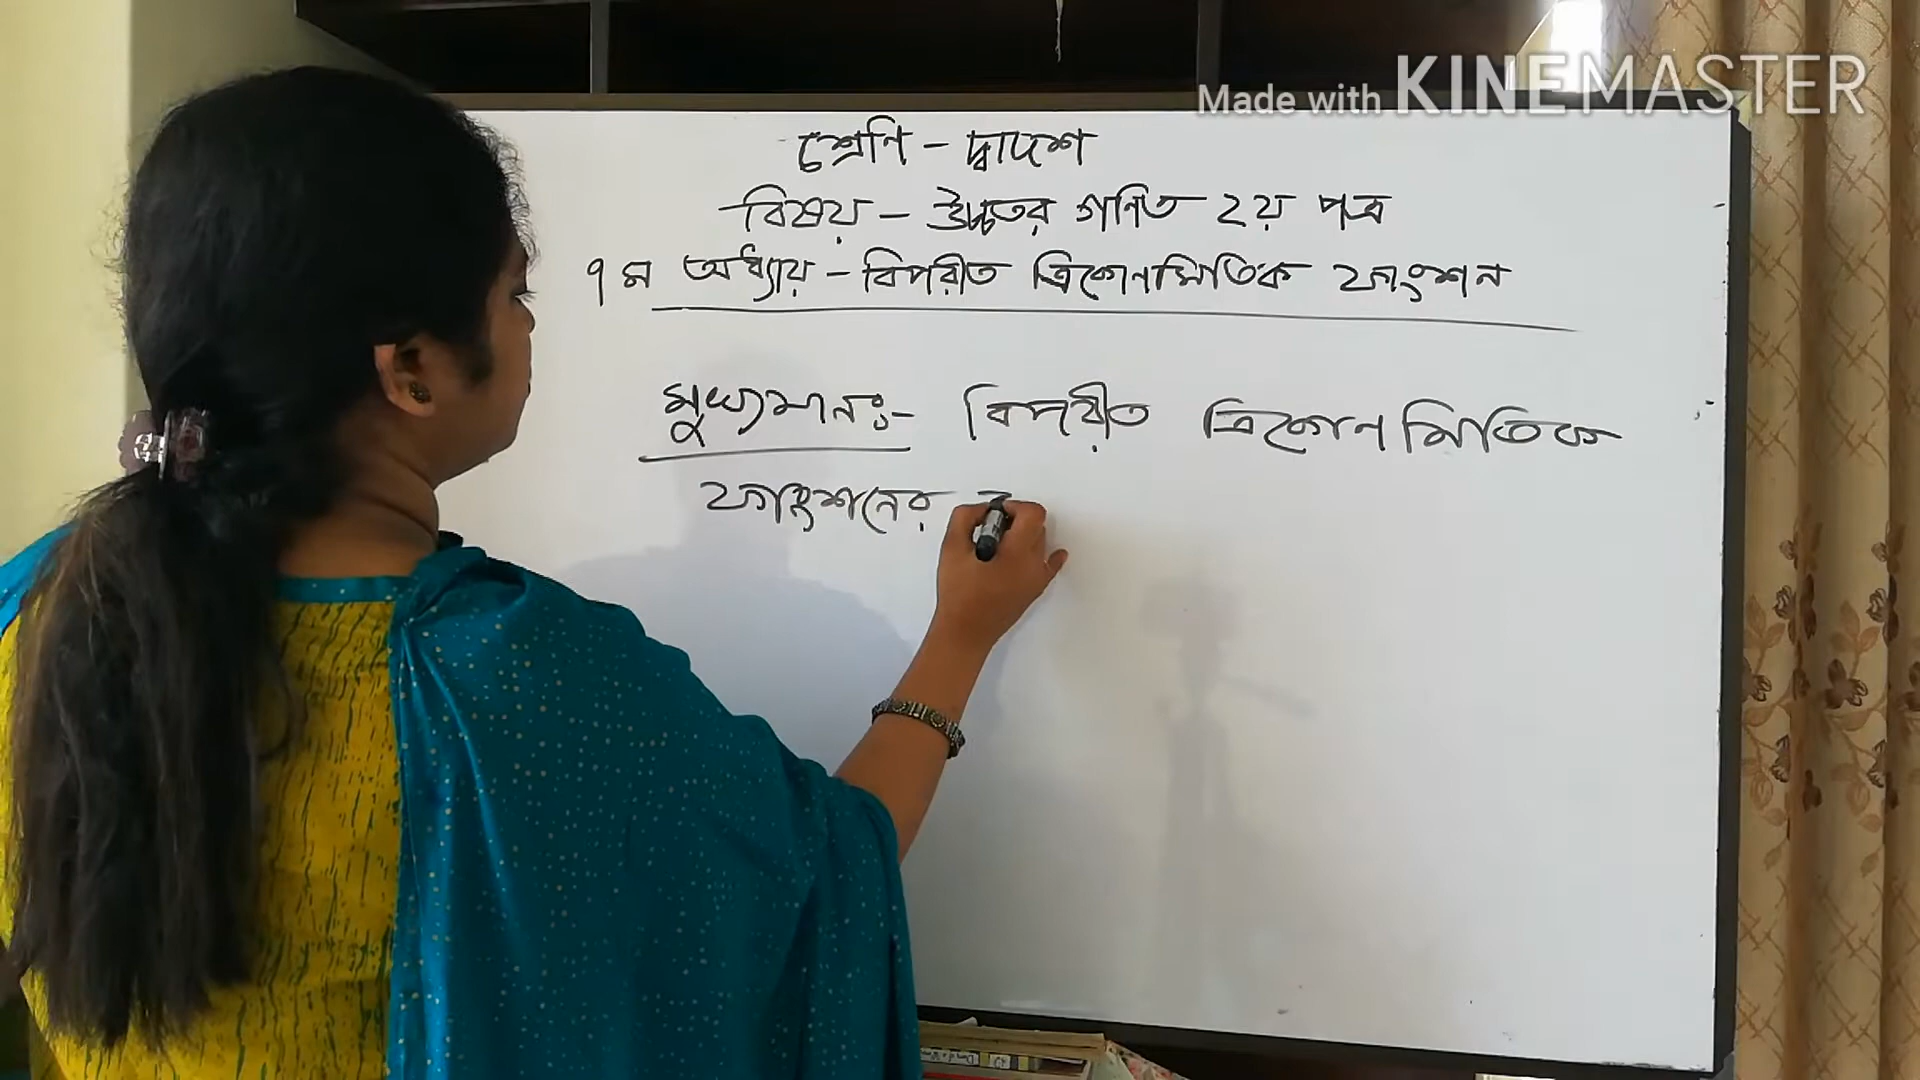 Made with KINEMASTER
শ্রেণি - দ্বাদশ
বিষয় - উচ্চতর গণিত ২য় পত্র
৭ম অধ্যায় - বিপরীত ত্রিকোণমিতিক ফাংশন
মুখ্যমানঃ- বিপরীত ত্রিকোণমিতিক
ফাংশনের